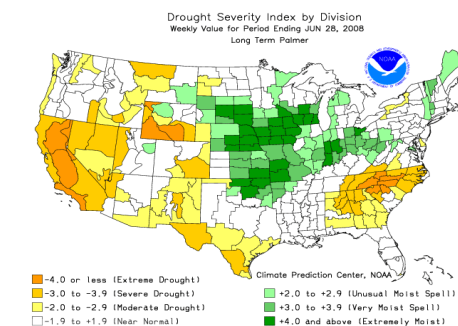 Drought Severity Index by Division
Weekly Value for Period Ending JUN 28, 2008
Long Term Palmer
NOAA
Climate Prediction Center, NOAA
-4.0 or less (Extreme Drought)
-3.0 to -3.9 (Severe Drought)
-2.0 to -2.9 (Moderate Drought)
-1.9 to +1.9 (Near Normal)
+2.0 to +2.9 (Unusual Moist Spell)
+3.0 to +3.9 (Very Moist Spell)
+4.0 and above (Extremely Moist)